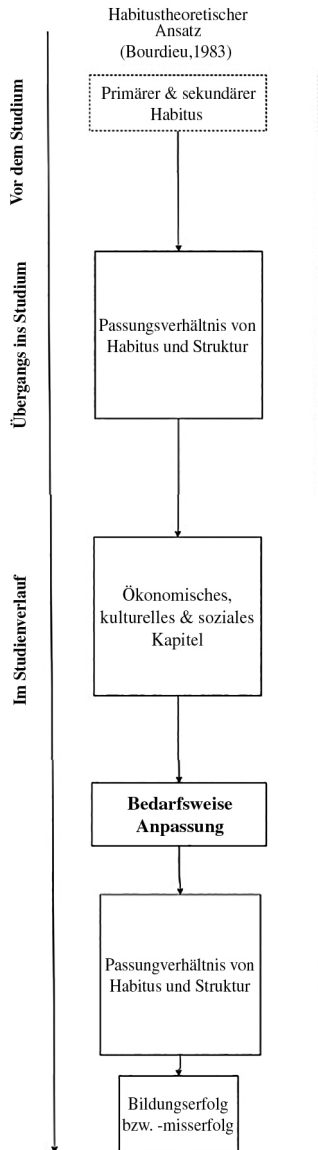 Habitustheoretischer
Ansatz
(Bourdieu,1983)
Vor dem Studium
Primärer & sekundärer
Habitus
Übergangs ins Studium
Passungsverhältnis von
Habitus und Struktur
Im Studienverlauf
Ökonomisches,
kulturelles & soziales
Kapitel
Bedarfsweise
Anpassung
Passungverhältnis von
Habitus und Struktur
Bildungserfolg
bzw. -misserfolg